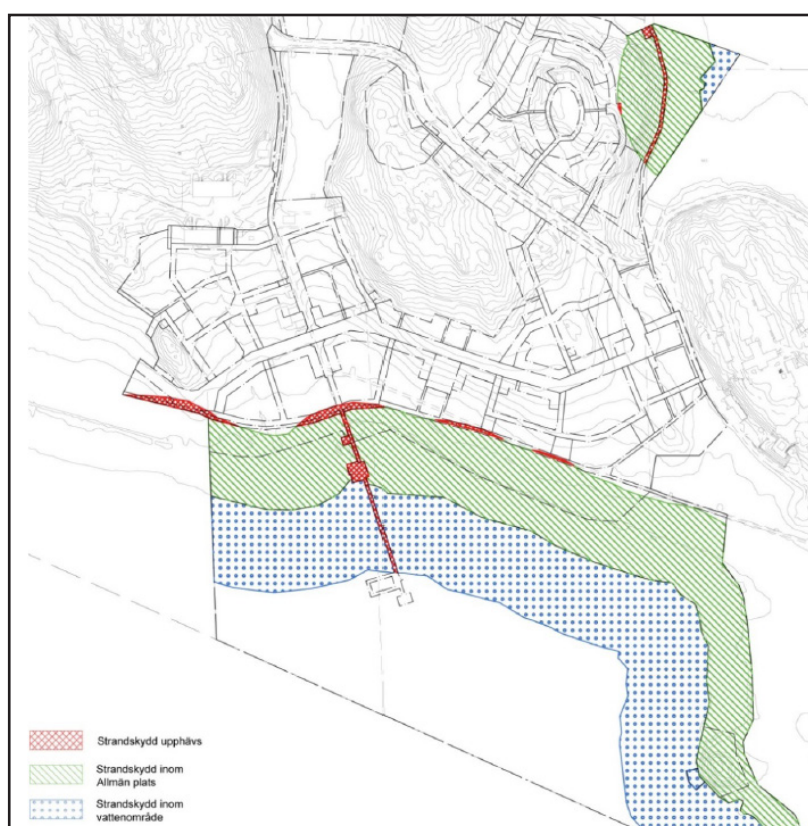 Strandskydd upphävs
Strandskydd inom
Allmän plats
Strandskydd inom
vattenområde